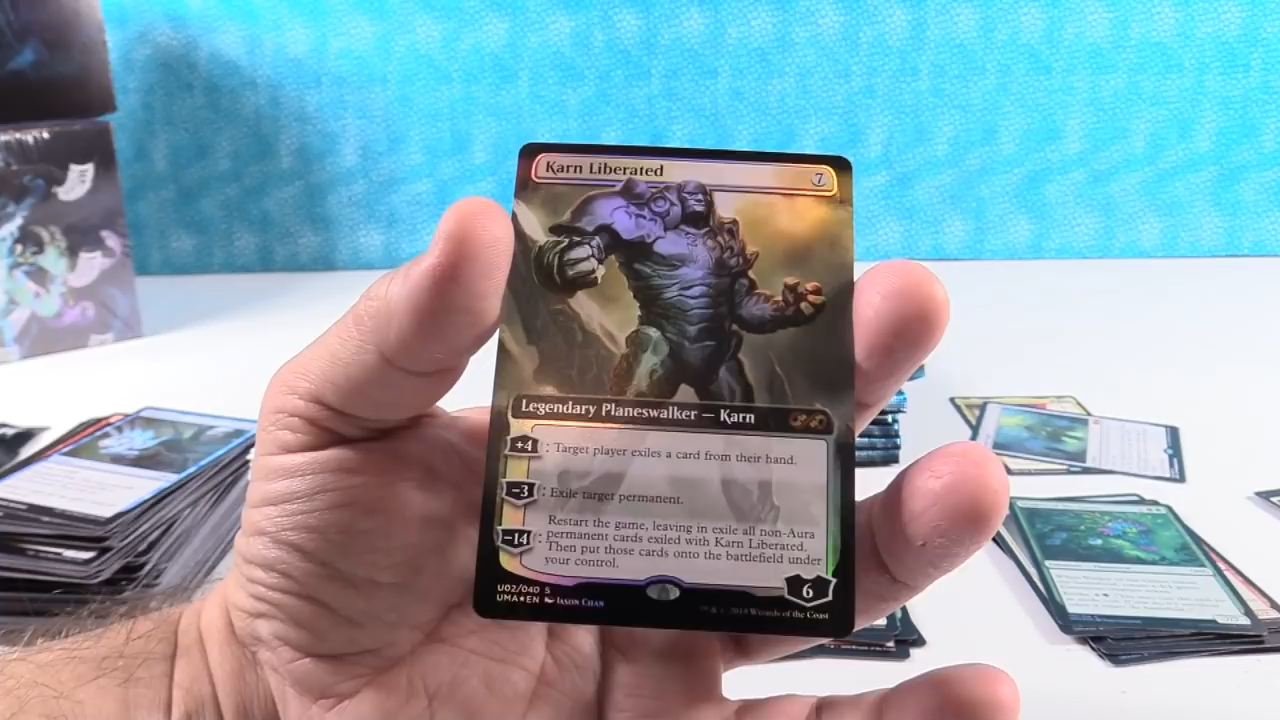 Karn Liberated 7
Legendary Planeswalker — Karn
+4 : Target player exiles a card from their hand.
−3 : Exile target permanent.
Restart the game, leaving in exile all non-Aura
−14 : permanent cards exiled with Karn Liberated.
Then put those cards onto the battlefield under
your control.
6
U02/040 S
UMA★EN Jason Chan
™ & © 2018 Wizards of the Coast